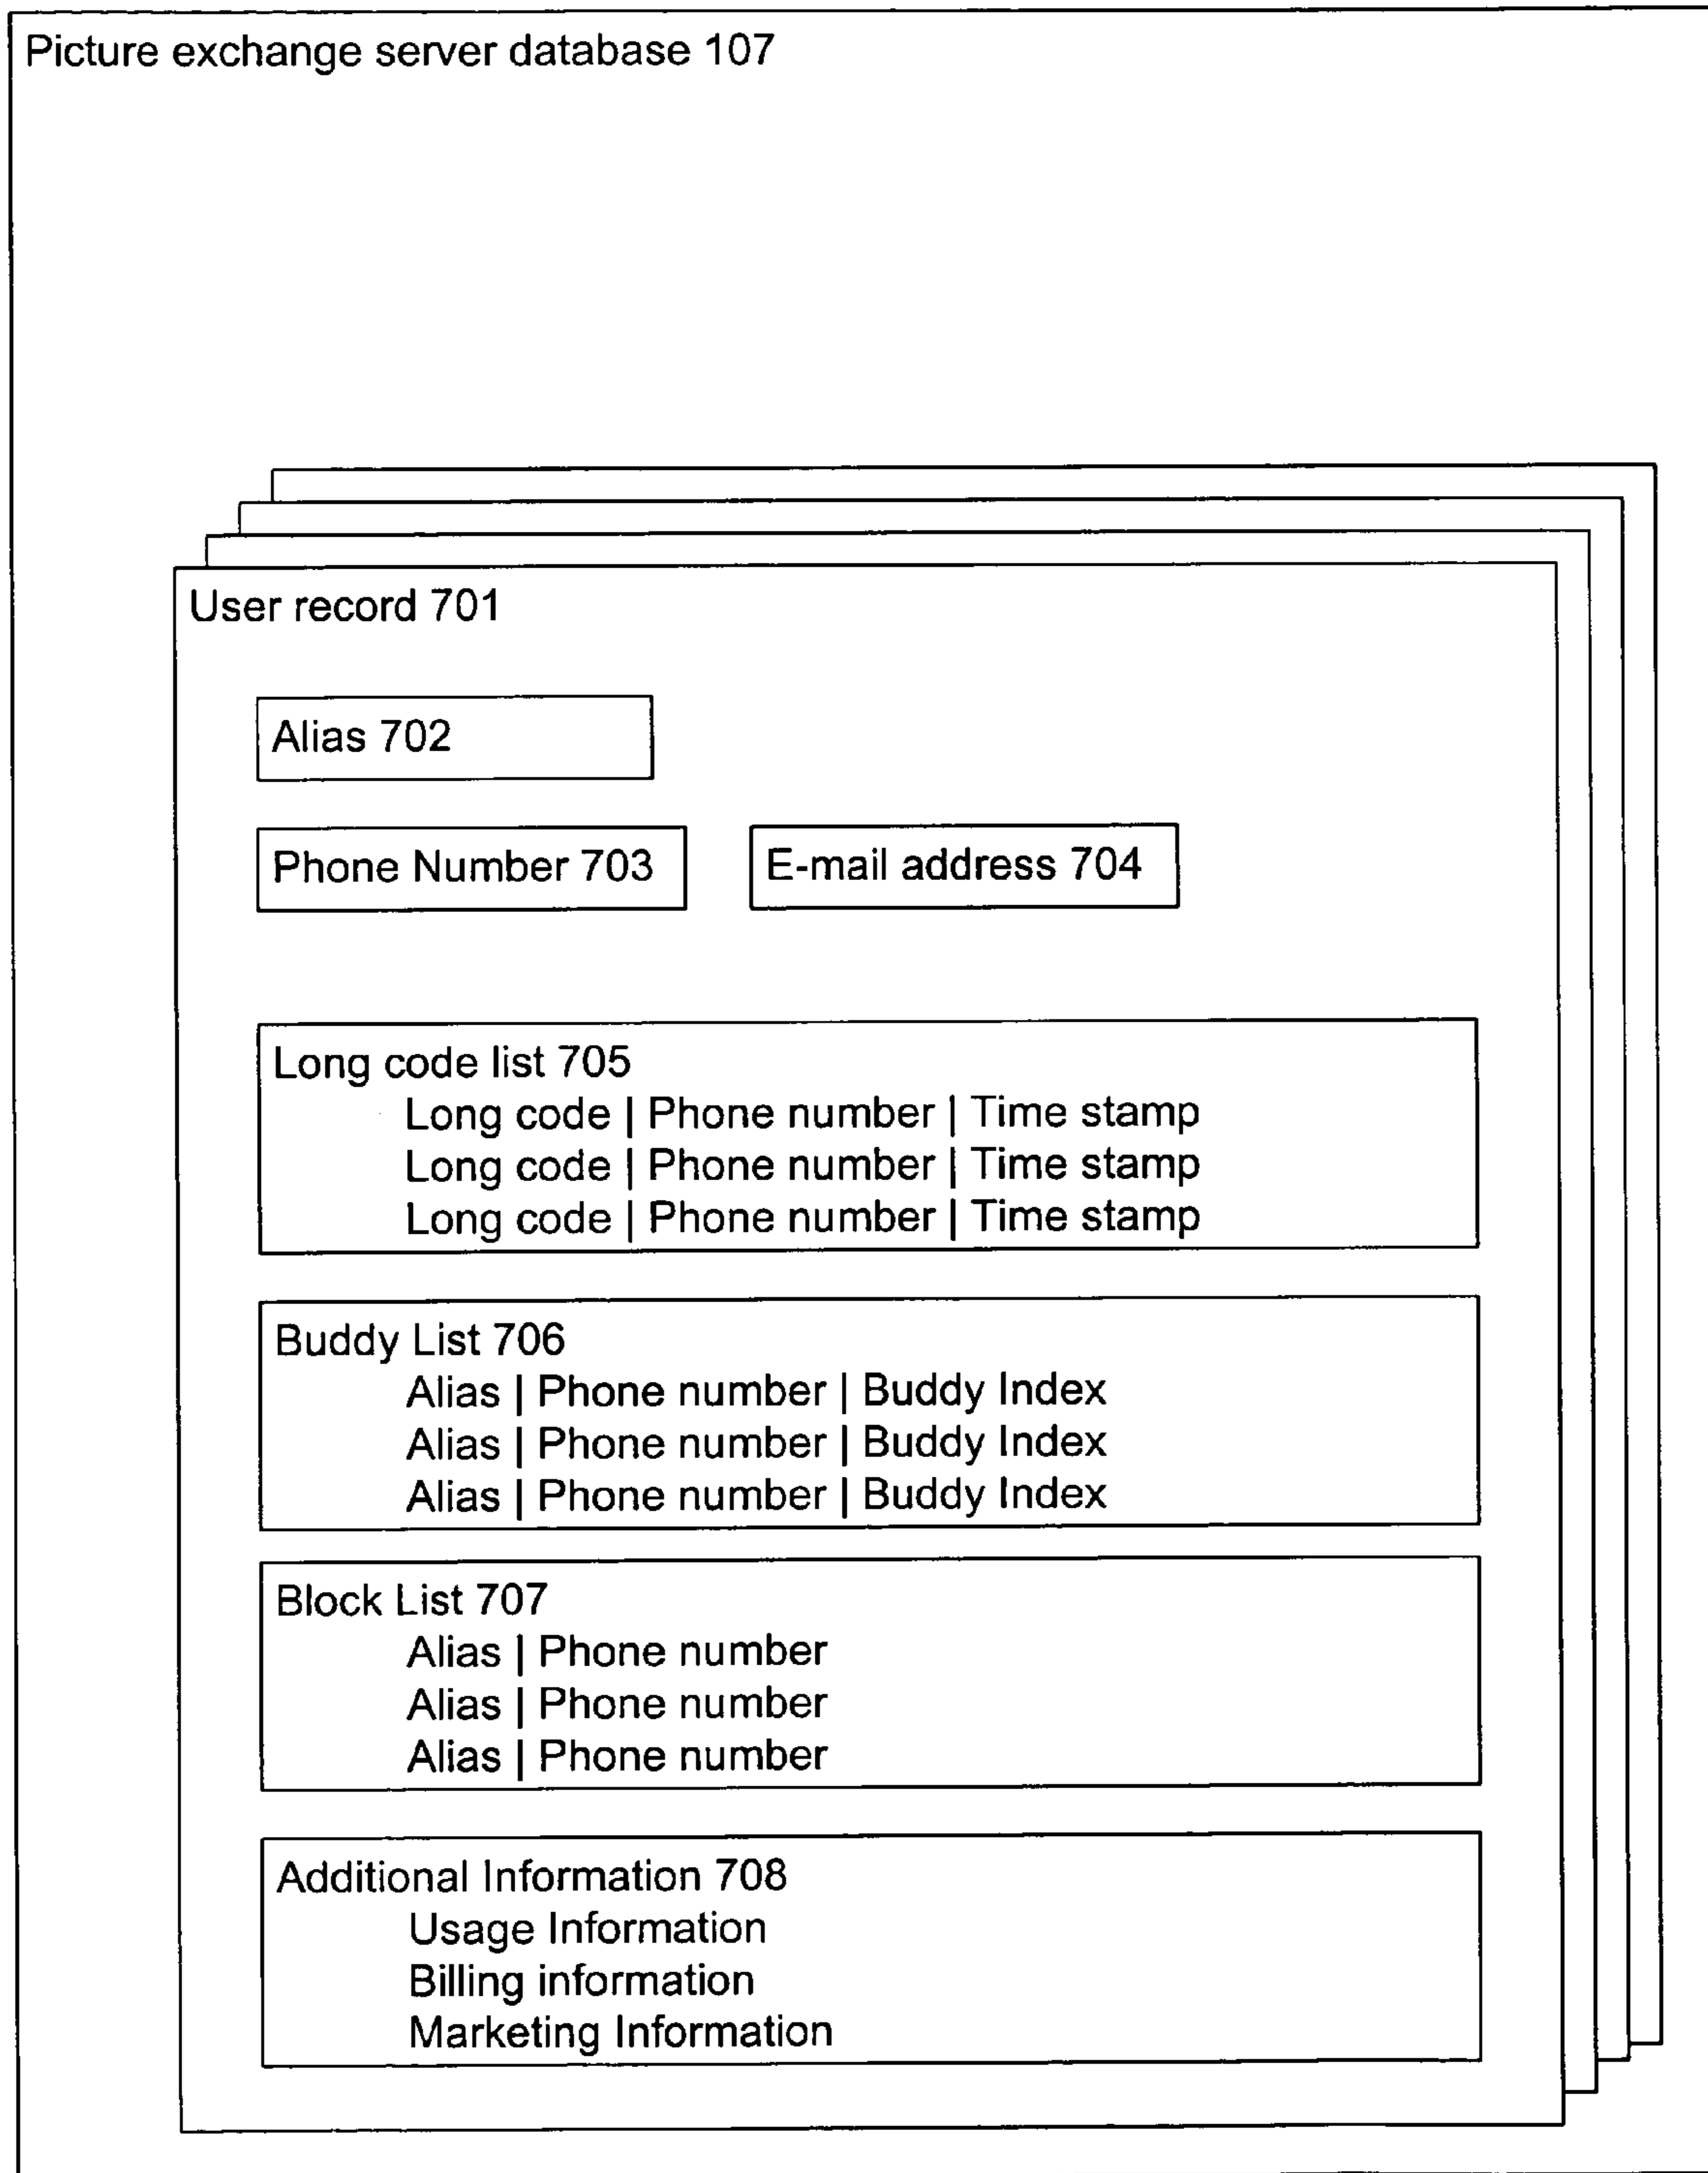 Picture exchange server database 107
User record 701
Alias 702
Phone Number 703
E-mail address 704
Long code list 705
Long code | Phone number | Time stamp
Long code | Phone number | Time stamp
Long code | Phone number | Time stamp
Buddy List 706
Alias | Phone number | Buddy Index
Alias | Phone number | Buddy Index
Alias | Phone number | Buddy Index
Block List 707
Alias | Phone number
Alias | Phone number
Alias | Phone number
Additional Information 708
Usage Information
Billing information
Marketing Information